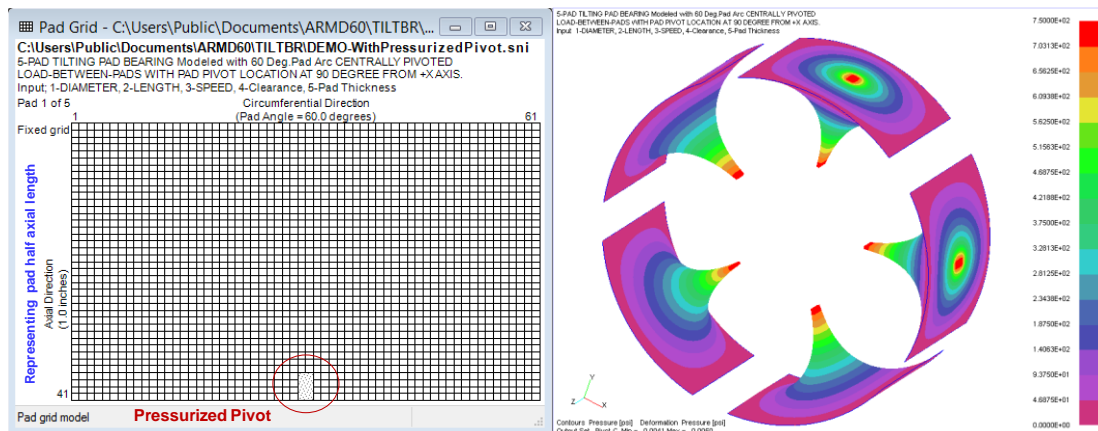 Pad Grid - C:\Users\Public\Documents\ARMD60\TILTBR\...
C:\Users\Public\Documents\ARMD60\TILTBR\DEMO-WithPressurizedPivot.sni
5-PAD TILTING PAD BEARING Modeled with 60 Deg.Pad Arc CENTRALLY PIVOTED
LOAD-BETWEEN-PADS WITH PAD PIVOT LOCATION AT 90 DEGREE FROM +X AXIS.
Input; 1-DIAMETER, 2-LENGTH, 3-SPEED, 4-Clearance, 5-Pad Thickness
Pad 1 of 5
Circumferential Direction
1
(Pad Angle = 60.0 degrees)
61
Fixed grid
Representing pad half axial length
Axial Direction
(1.0 inches)
41
Pad grid model
Pressurized Pivot
5-PAD TILTING PAD BEARING Modeled with 60 Deg.Pad Arc CENTRALLY PIVOTED
LOAD-BETWEEN-PADS WITH PAD PIVOT LOCATION AT 90 DEGREE FROM +X AXIS.
Input 1-DIAMETER, 2-LENGTH, 3-SPEED, 4-Clearance, 5-Pad Thickness
7.5000E+02
7.0313E+02
6.5625E+02
6.0938E+02
5.6250E+02
5.1563E+02
4.6875E+02
4.2188E+02
3.7500E+02
3.2813E+02
2.8125E+02
2.3438E+02
1.8750E+02
1.4063E+02
9.3750E+01
4.6875E+01
0.0000E+00
Y
Z
X
Contours Pressure [psi] Deformation Pressure [psi]